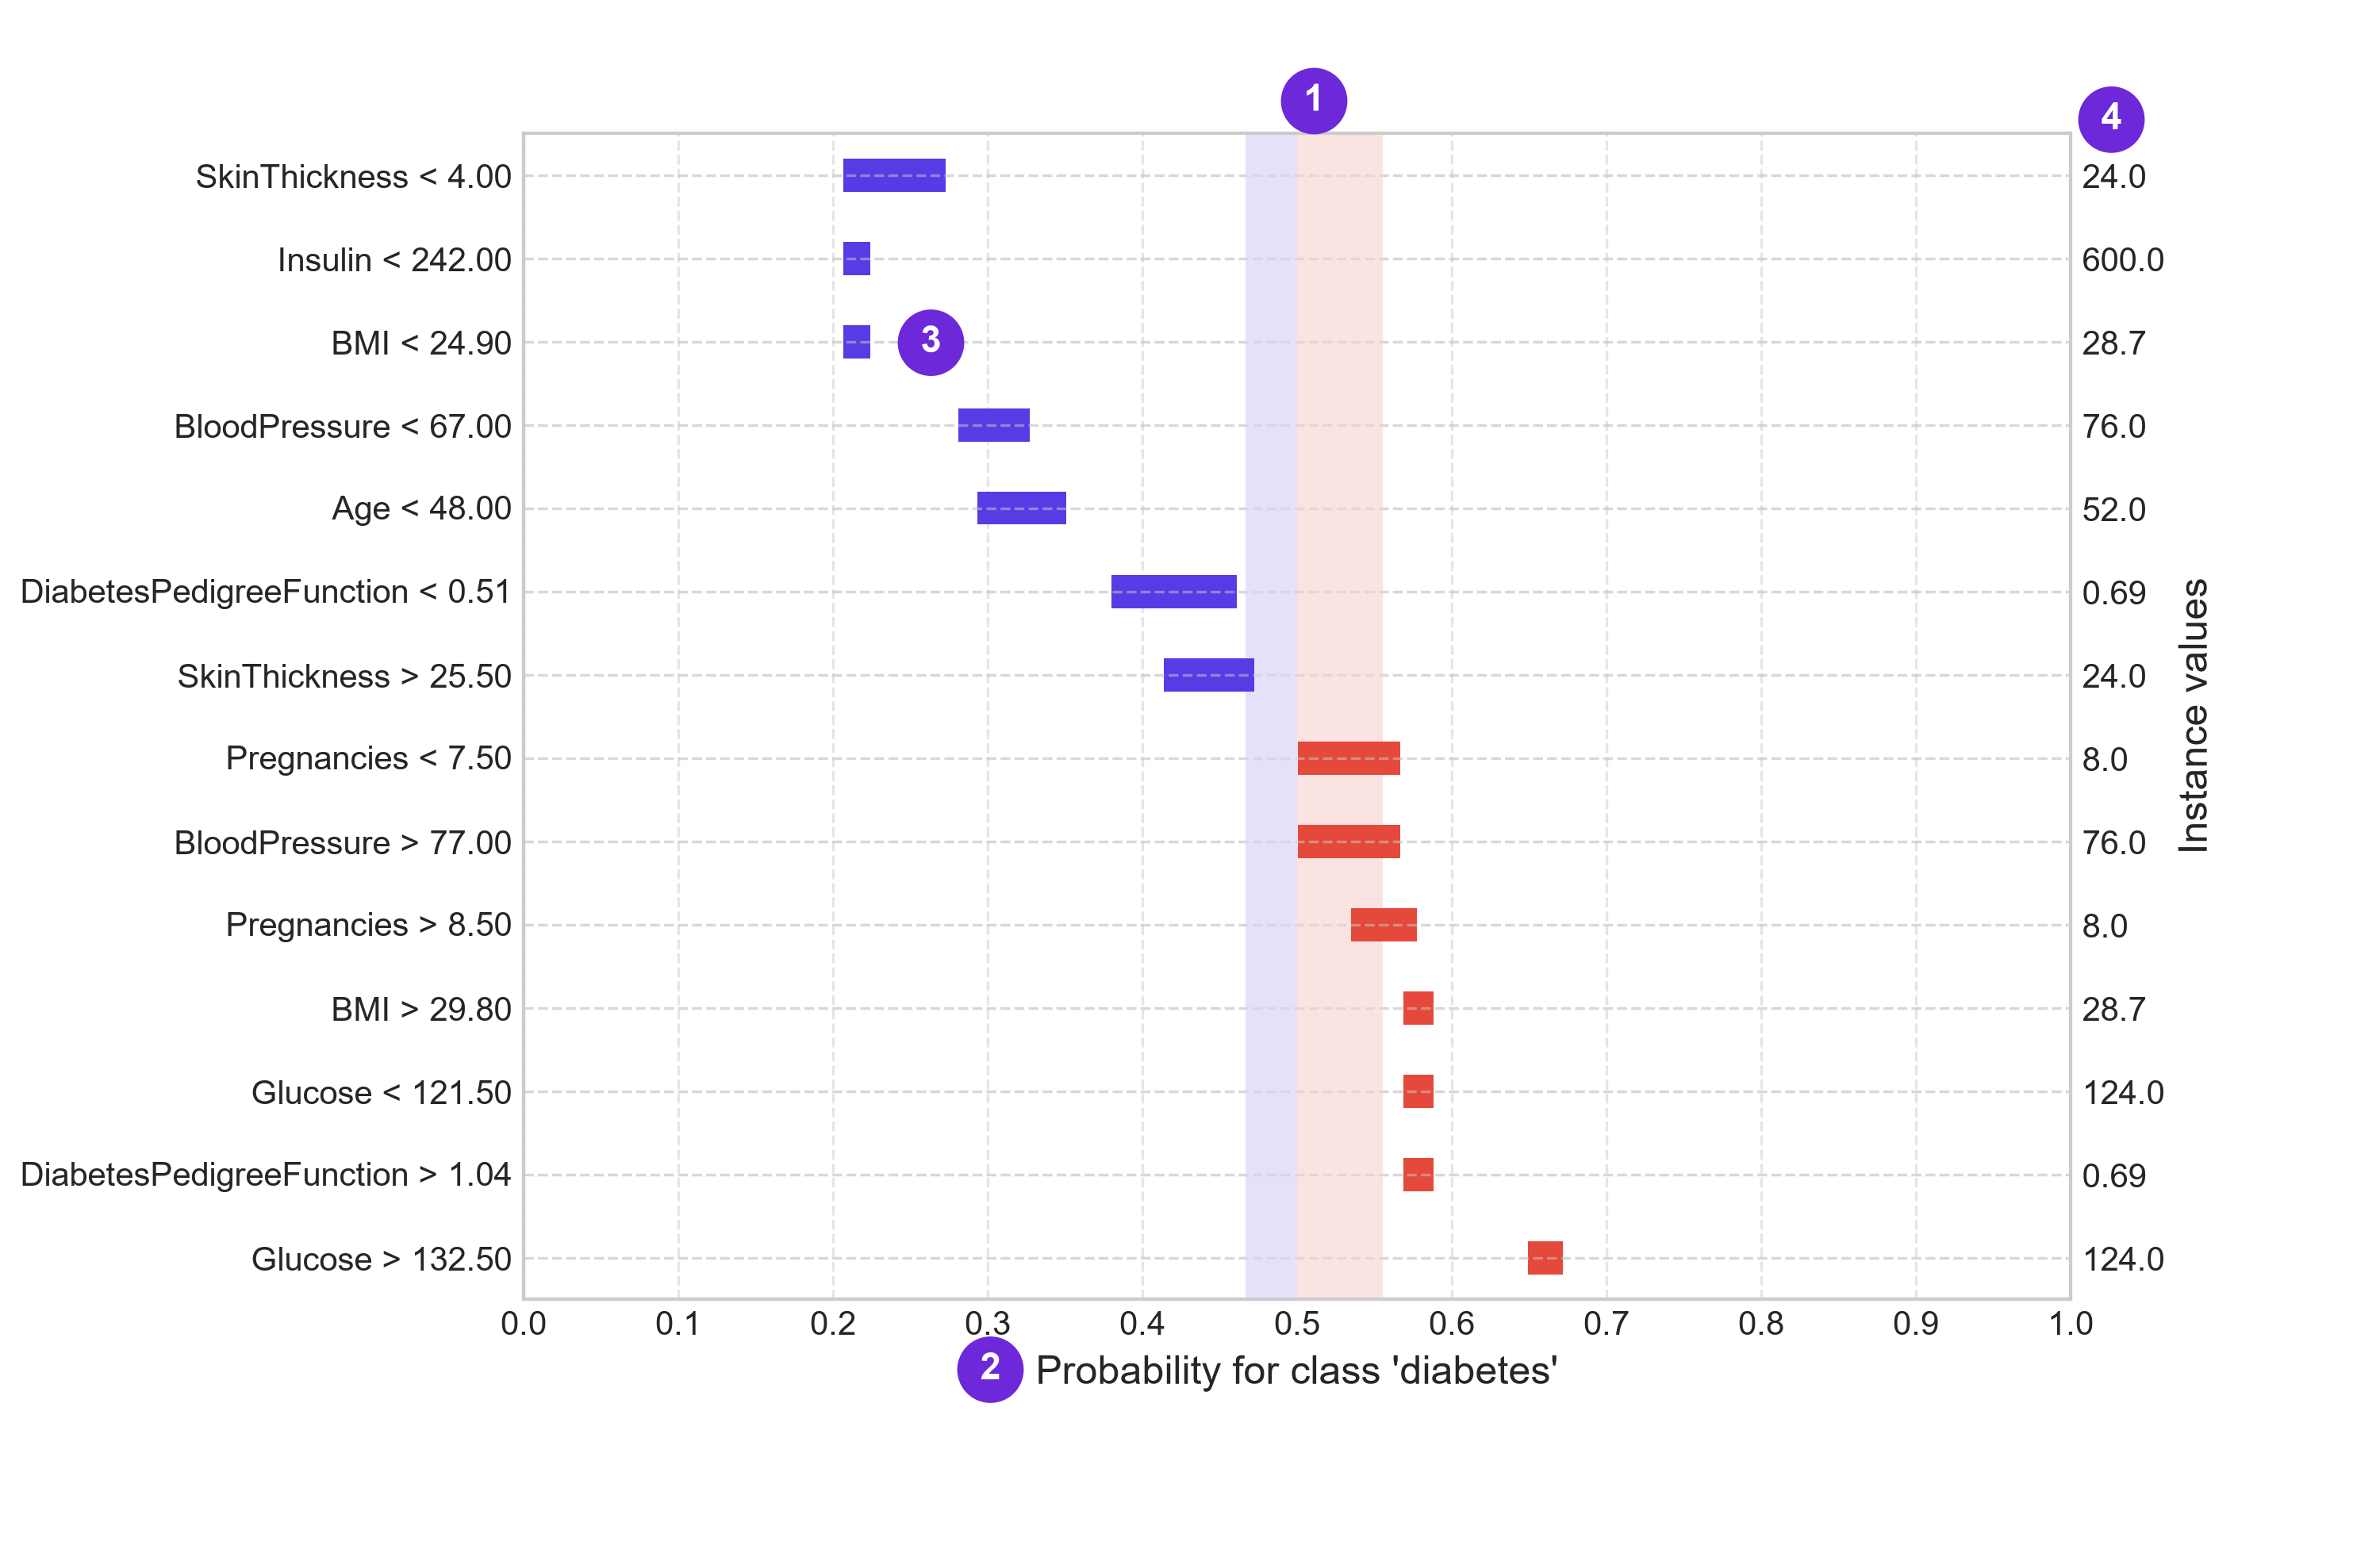 1
4
SkinThickness < 4.00 24.0
Insulin < 242.00 600.0
BMI < 24.90 3 28.7
BloodPressure < 67.00 76.0
Age < 48.00 52.0
DiabetesPedigreeFunction < 0.51 0.69
SkinThickness > 25.50 24.0
Pregnancies < 7.50 8.0
BloodPressure > 77.00 76.0
Pregnancies > 8.50 8.0
BMI > 29.80 28.7
Glucose < 121.50 124.0
DiabetesPedigreeFunction > 1.04 0.69
Glucose > 132.50 124.0
Instance values
0.0 0.1 0.2 0.3 0.4 0.5 0.6 0.7 0.8 0.9 1.0
2 Probability for class 'diabetes'